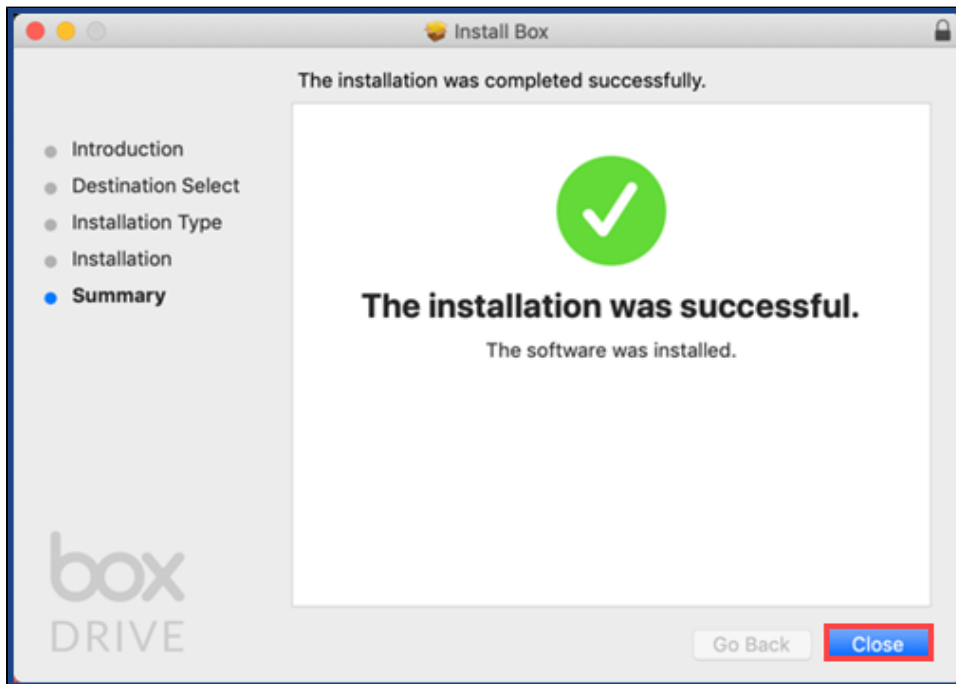 Install Box
The installation was completed successfully.
Introduction
Destination Select
Installation Type
Installation
Summary
The installation was successful.
The software was installed.
box
DRIVE
Go Back
Close